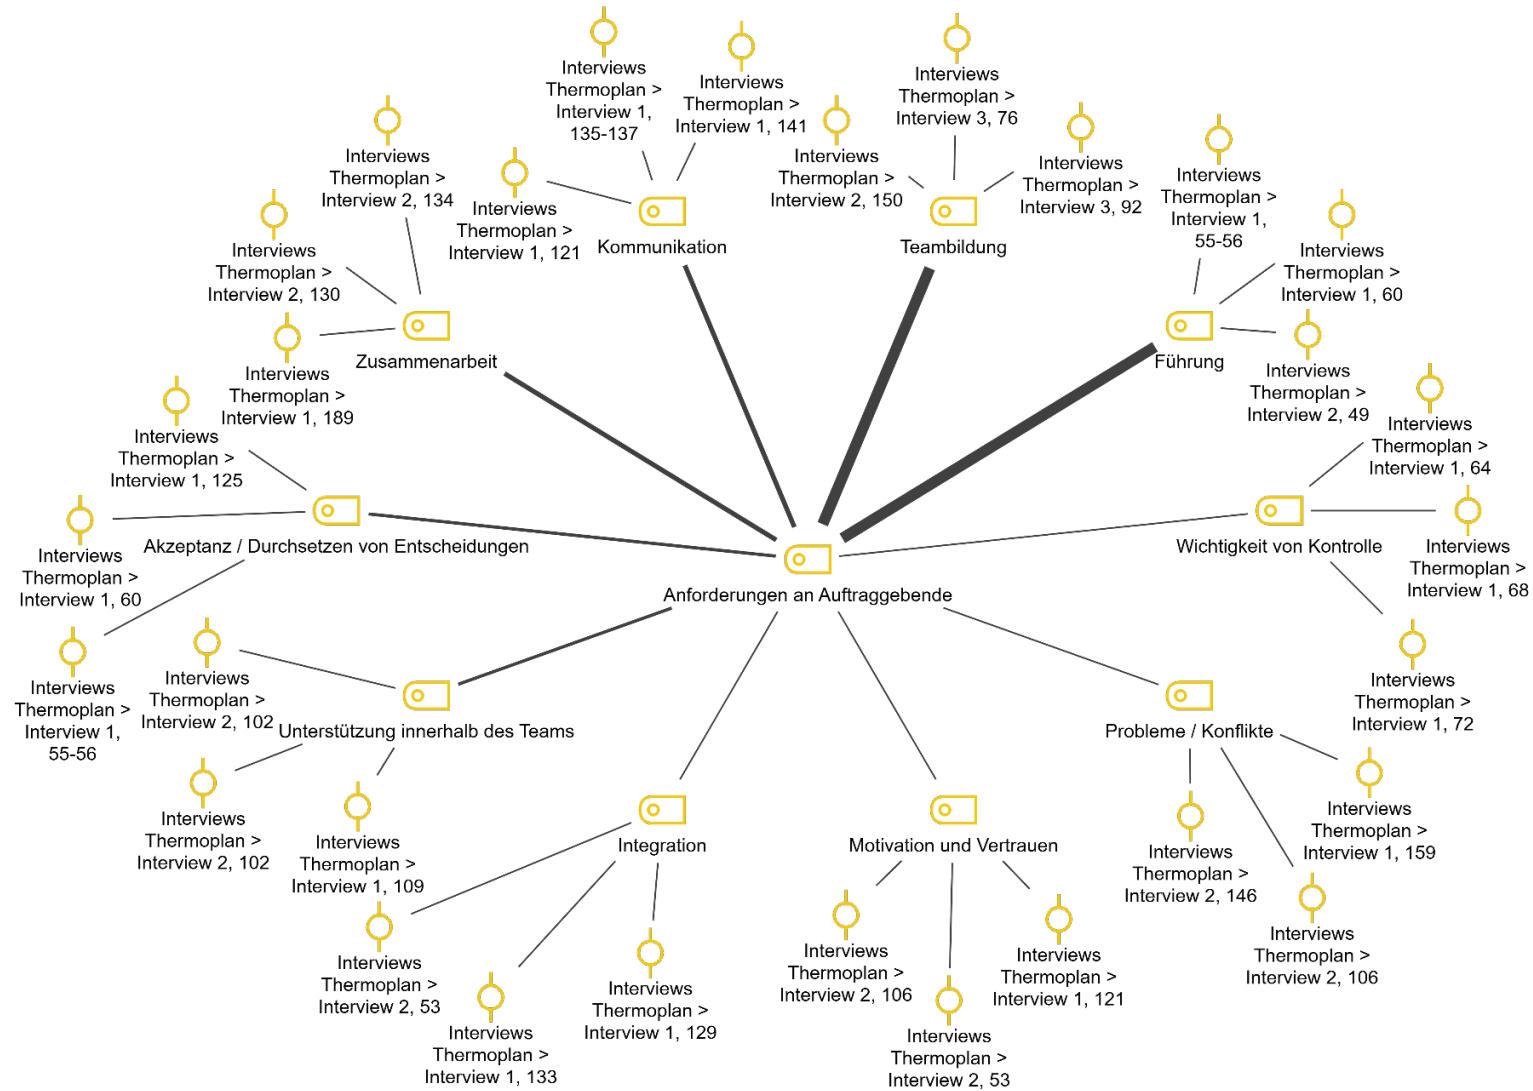 Interviews
Thermoplan >
Interview 1,
135-137
Interviews
Thermoplan >
Interview 1, 141
Interviews
Thermoplan >
Interview 3, 76
Interviews
Thermoplan >
Interview 2, 134
Interviews
Thermoplan >
Interview 1, 121
Kommunikation
Interviews
Thermoplan >
Interview 2, 150
Teambildung
Interviews
Thermoplan >
Interview 3, 92
Interviews
Thermoplan >
Interview 1,
55-56
Interviews
Thermoplan >
Interview 1, 60
Interviews
Thermoplan >
Interview 2, 130
Zusammenarbeit
Führung
Interviews
Thermoplan >
Interview 1, 189
Interviews
Thermoplan >
Interview 2, 49
Interviews
Thermoplan >
Interview 1, 125
Interviews
Thermoplan >
Interview 1, 64
Akzeptanz / Durchsetzen von Entscheidungen
Wichtigkeit von Kontrolle
Interviews
Thermoplan >
Interview 1, 60
Interviews
Thermoplan >
Interview 1, 68
Anforderungen an Auftraggebende
Interviews
Thermoplan >
Interview 1,
55-56
Interviews
Thermoplan >
Interview 2, 102
Unterstützung innerhalb des Teams
Probleme / Konflikte
Interviews
Thermoplan >
Interview 1, 72
Interviews
Thermoplan >
Interview 2, 102
Interviews
Thermoplan >
Interview 1, 109
Integration
Motivation und Vertrauen
Interviews
Thermoplan >
Interview 2, 146
Interviews
Thermoplan >
Interview 1, 159
Interviews
Thermoplan >
Interview 2, 53
Interviews
Thermoplan >
Interview 1, 133
Interviews
Thermoplan >
Interview 1, 129
Interviews
Thermoplan >
Interview 2, 106
Interviews
Thermoplan >
Interview 2, 53
Interviews
Thermoplan >
Interview 1, 121
Interviews
Thermoplan >
Interview 2, 106